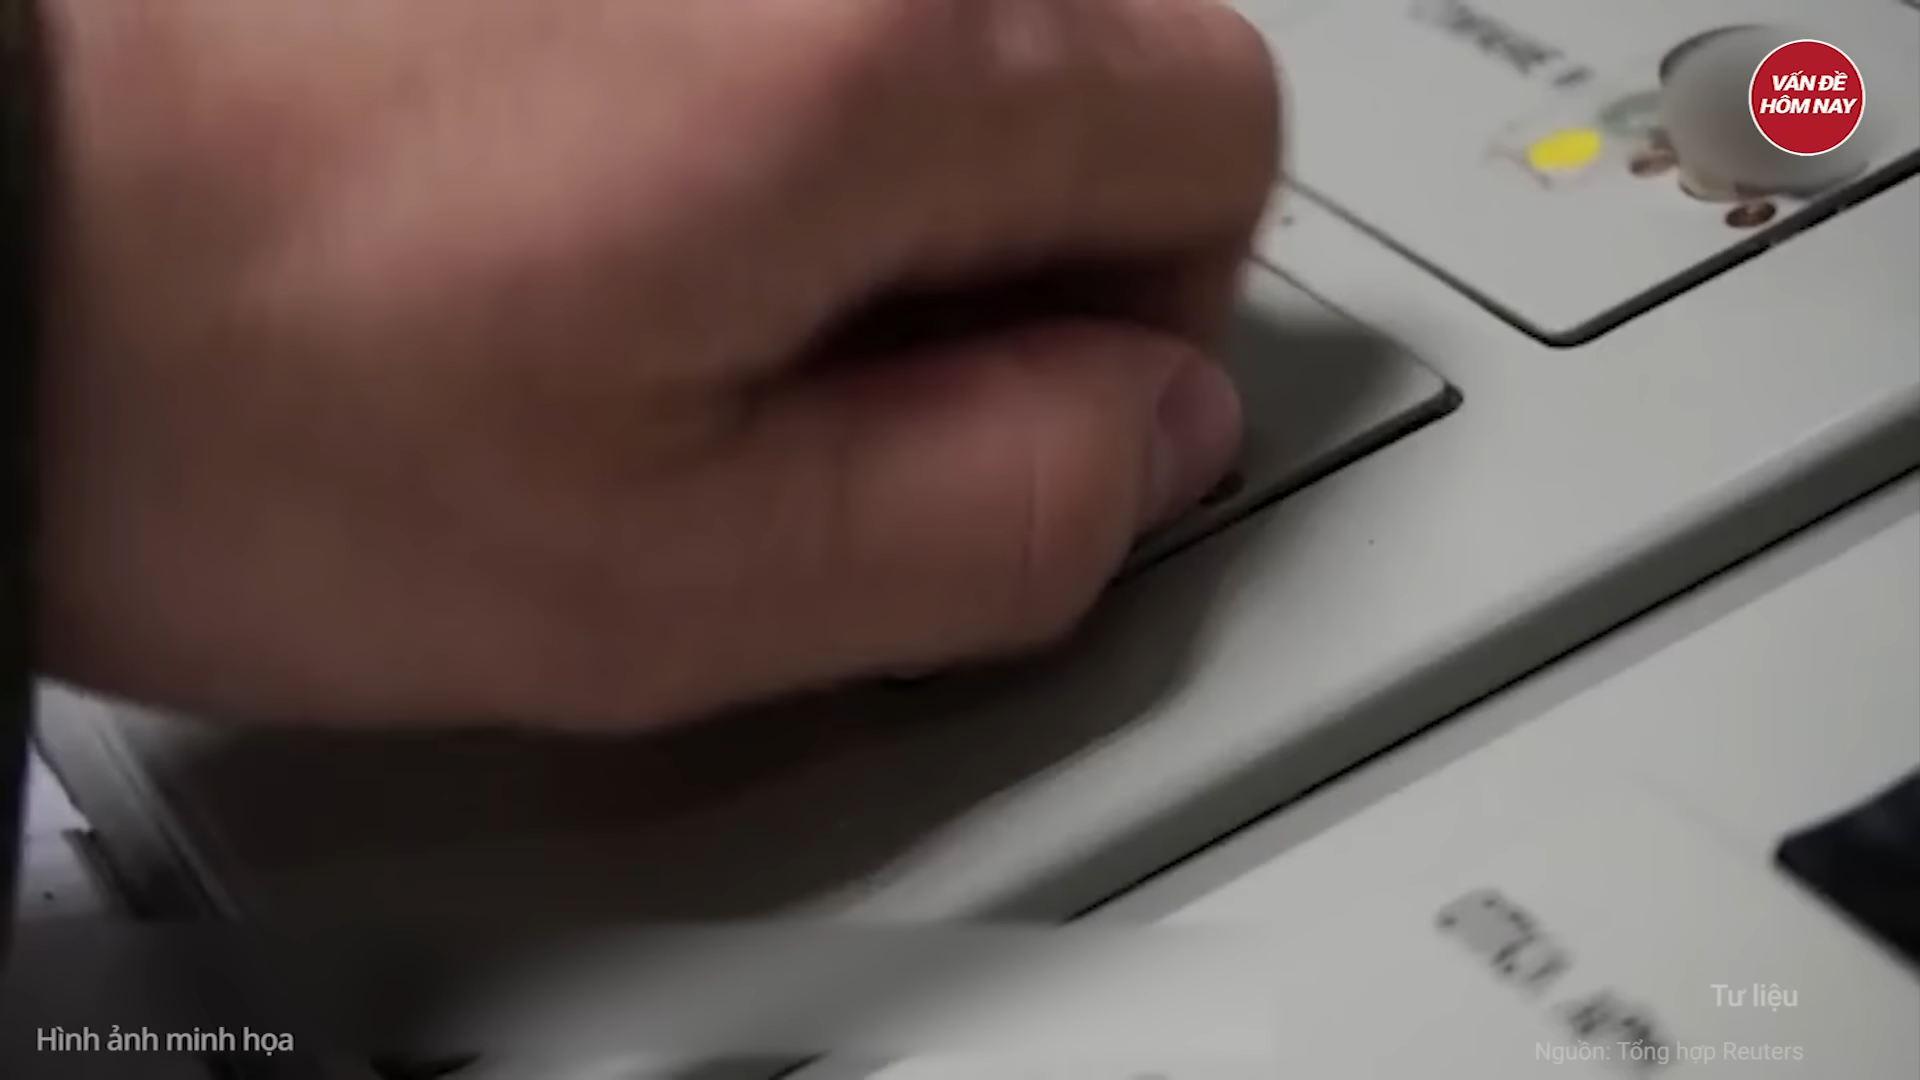 VẤN ĐỀ
HÔM NAY
Tư liệu
Hình ảnh minh họa
Nguồn: Tổng hợp Reuters